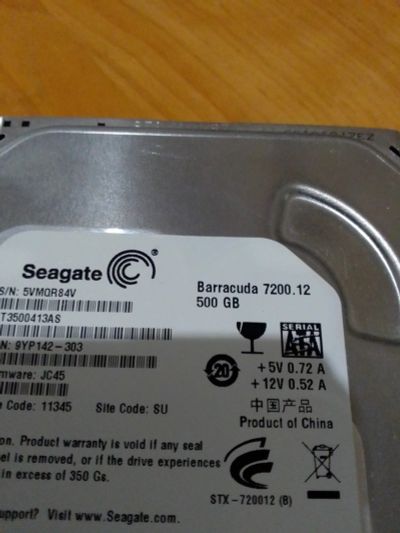 Seagate
S/N: 5VMQR84V
Barracuda 7200.12
500 GB
T3500413AS
N: 9YP142-303
SERIAL
ATA
20
+5V 0.72 A
+12V 0.52 A
mware: JC45
e Code: 11345 Site Code: SU
中国产品
Product of China
on. Product warranty is void if any seal
el is removed, or if the drive experiences
in excess of 350 Gs.
STX-720012 (B)
upport? Visit www.Seagate.com.